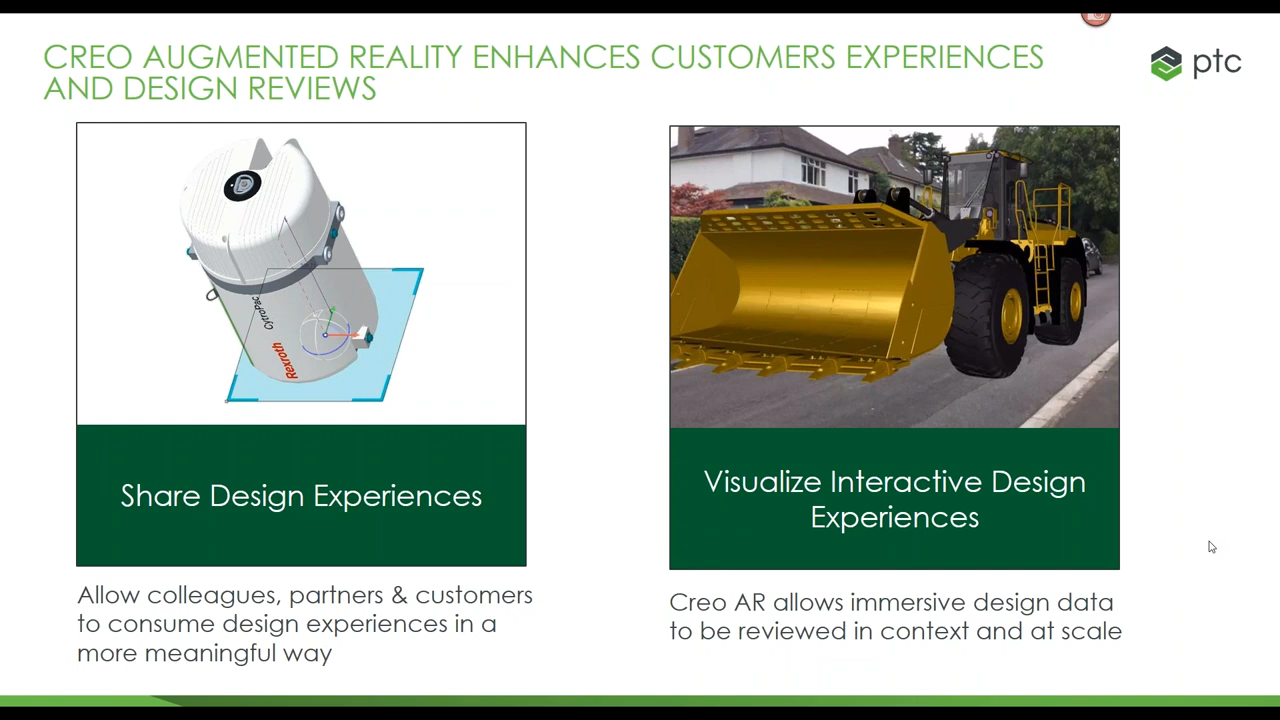 CREO AUGMENTED REALITY ENHANCES CUSTOMERS EXPERIENCES
AND DESIGN REVIEWS
ptc
CytroPac
Rexroth
Share Design Experiences
Visualize Interactive Design
Experiences
Allow colleagues, partners & customers
to consume design experiences in a
more meaningful way
Creo AR allows immersive design data
to be reviewed in context and at scale